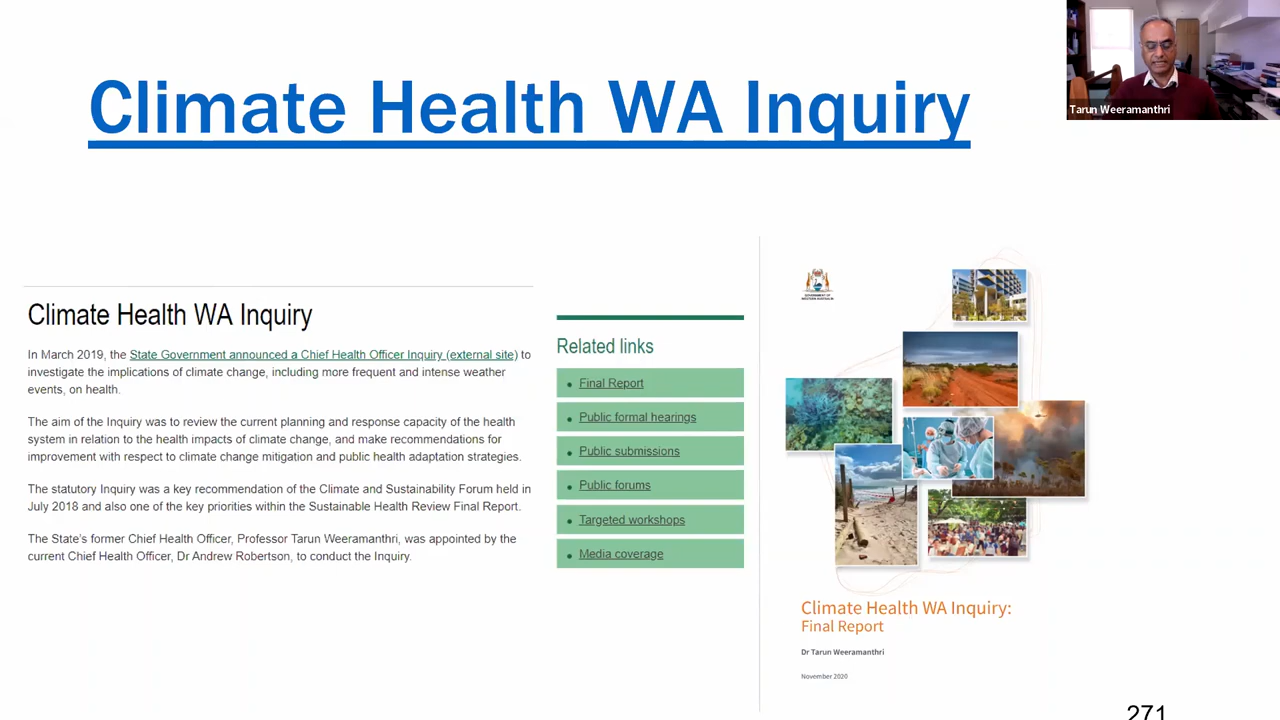 Climate Health WA Inquiry
Tarun Weeramanthri
Climate Health WA Inquiry
In March 2019, the State Government announced a Chief Health Officer Inquiry (external site) to
investigate the implications of climate change, including more frequent and intense weather
events, on health.
The aim of the Inquiry was to review the current planning and response capacity of the health
system in relation to the health impacts of climate change, and make recommendations for
improvement with respect to climate change mitigation and public health adaptation strategies.
The statutory Inquiry was a key recommendation of the Climate and Sustainability Forum held in
July 2018 and also one of the key priorities within the Sustainable Health Review Final Report.
The State's former Chief Health Officer, Professor Tarun Weeramanthri, was appointed by the
current Chief Health Officer, Dr Andrew Robertson, to conduct the Inquiry.
Related links
Final Report
Public formal hearings
Public submissions
Public forums
Targeted workshops
Media coverage
GOVERNMENT OF
WESTERN AUSTRALIA
Climate Health WA Inquiry:
Final Report
Dr Tarun Weeramanthri
November 2020
271